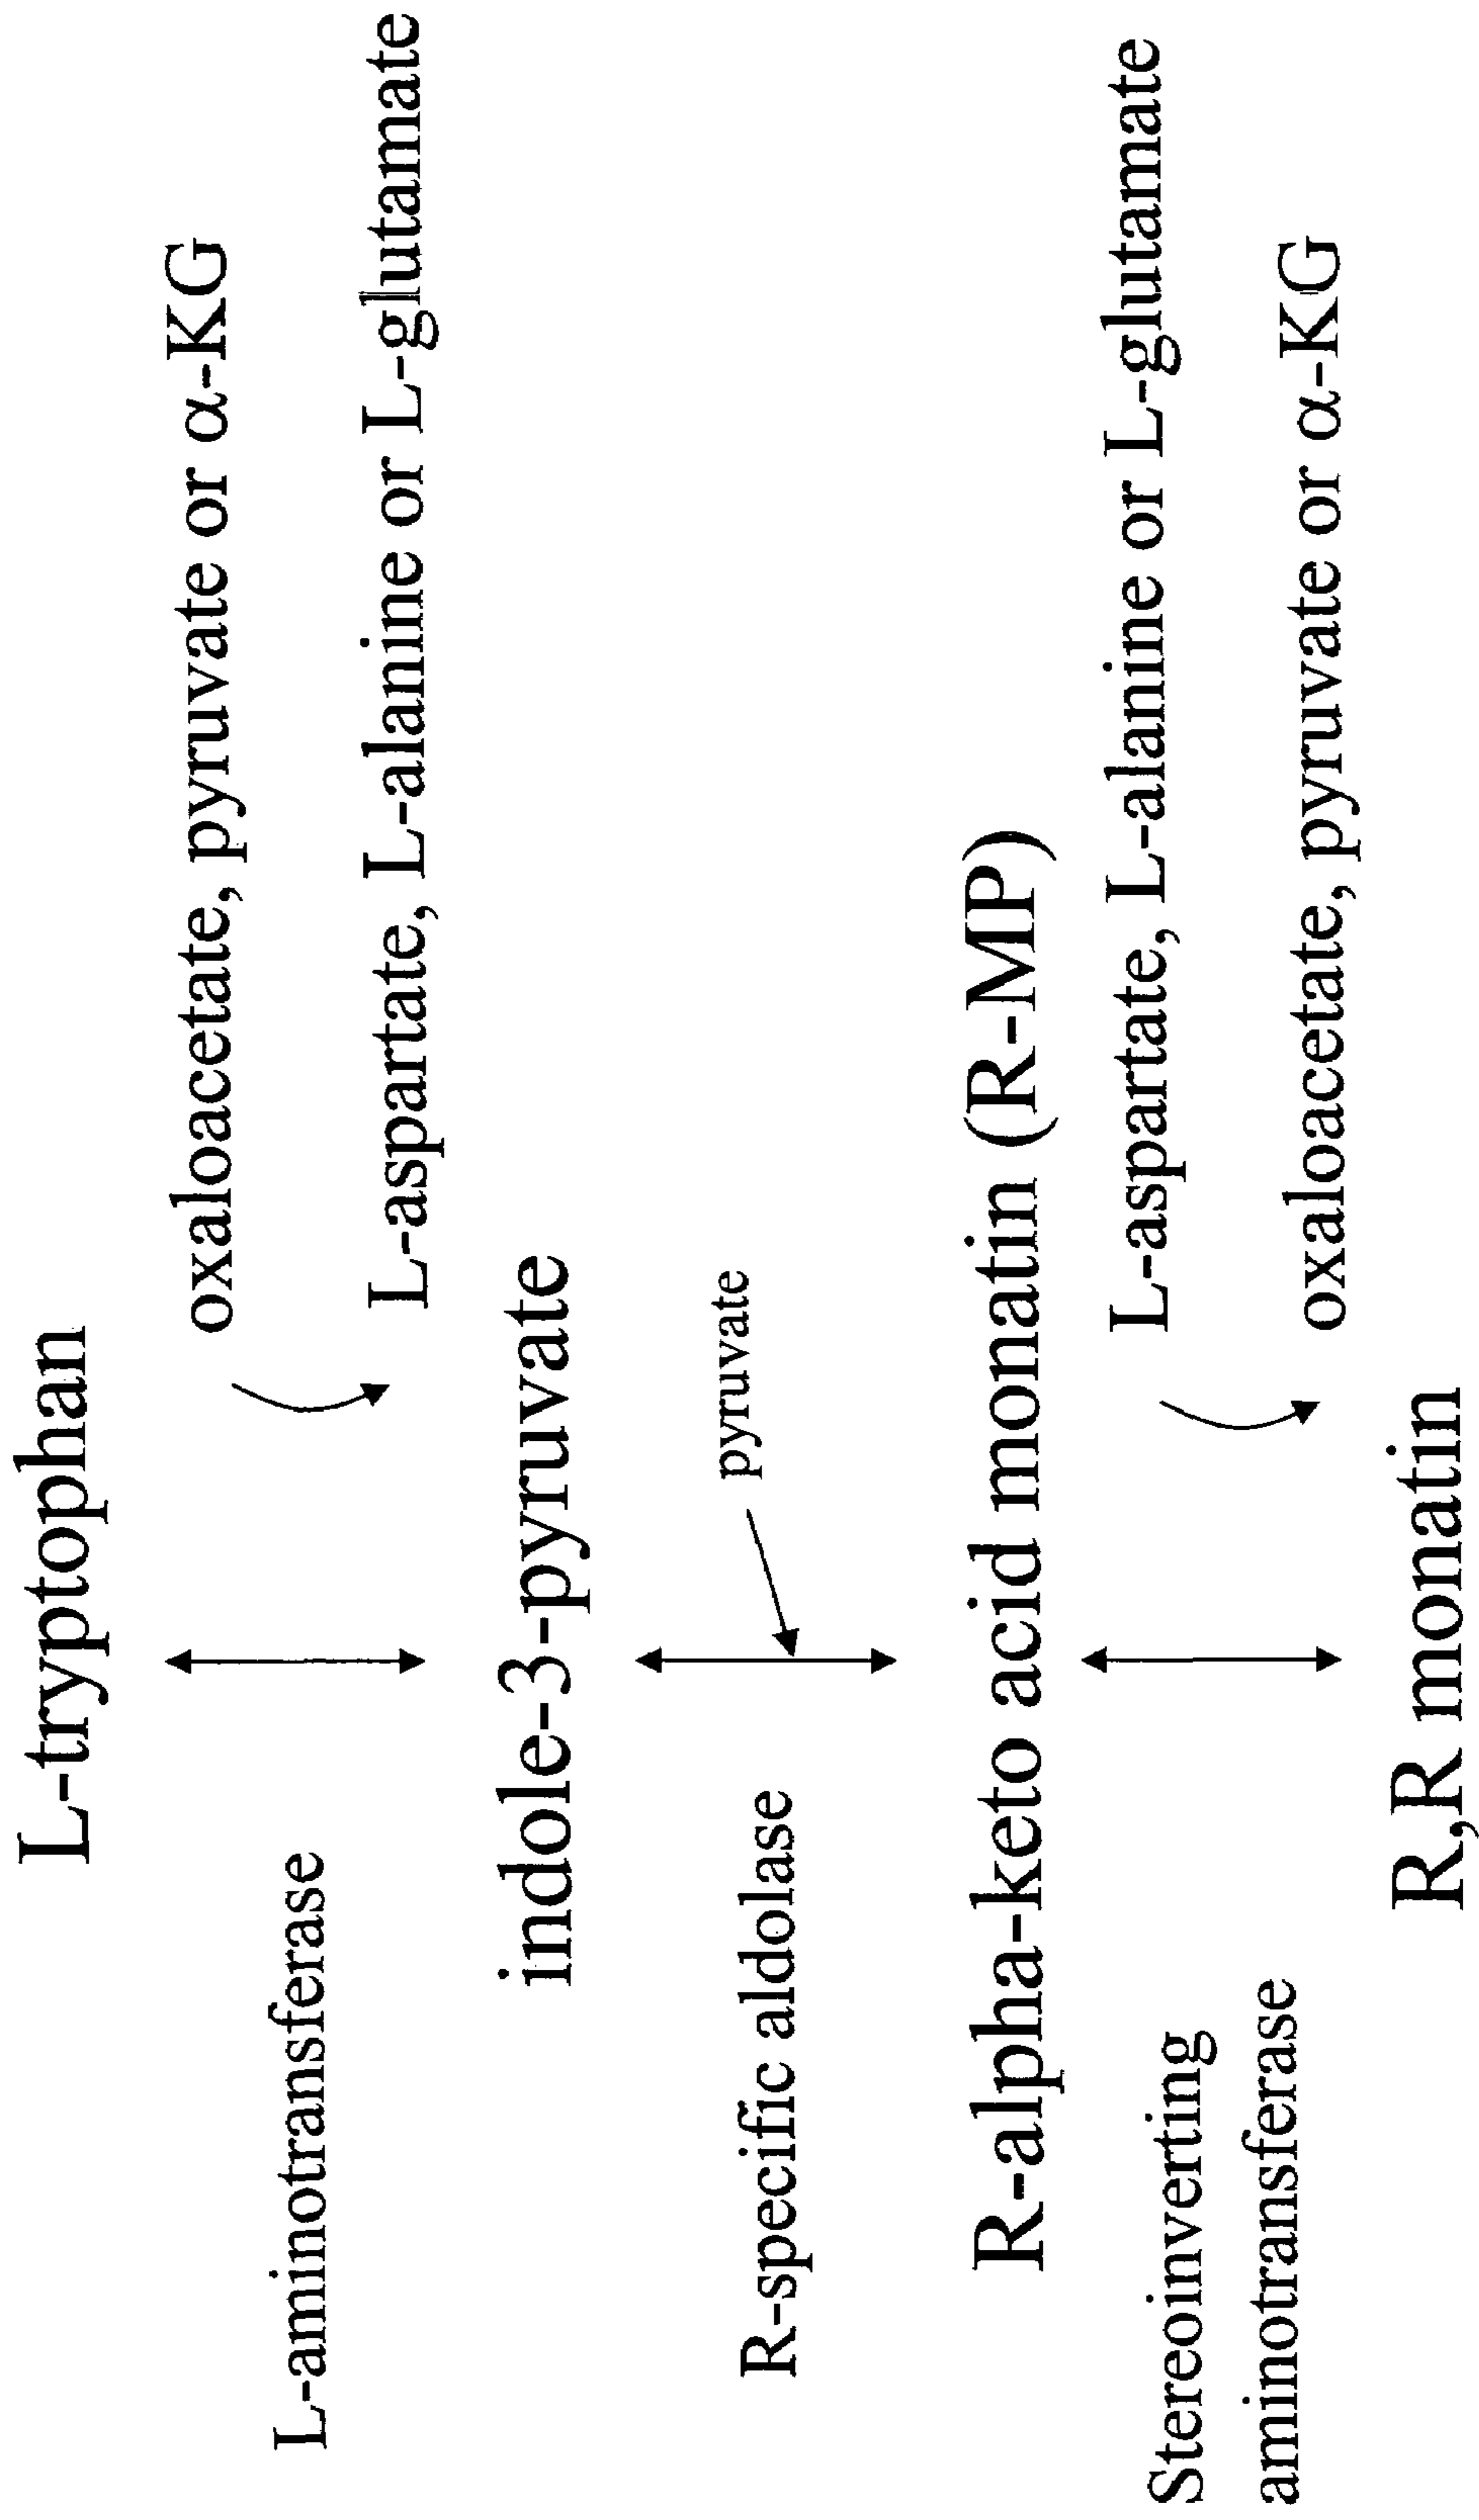 L-tryptophan
oxaloacetate, pyruvate or α-KG
L-aminotransferase
L-aspartate, L-alanine or L-glutamate
indole-3-pyruvate
pyruvate
R-specific aldolase
R-alpha-keto acid monatin (R-MP)
L-aspartate, L-alanine or L-glutamate
Stereoinverting
aminotransferase
oxaloacetate, pyruvate or α-KG
R,R monatin